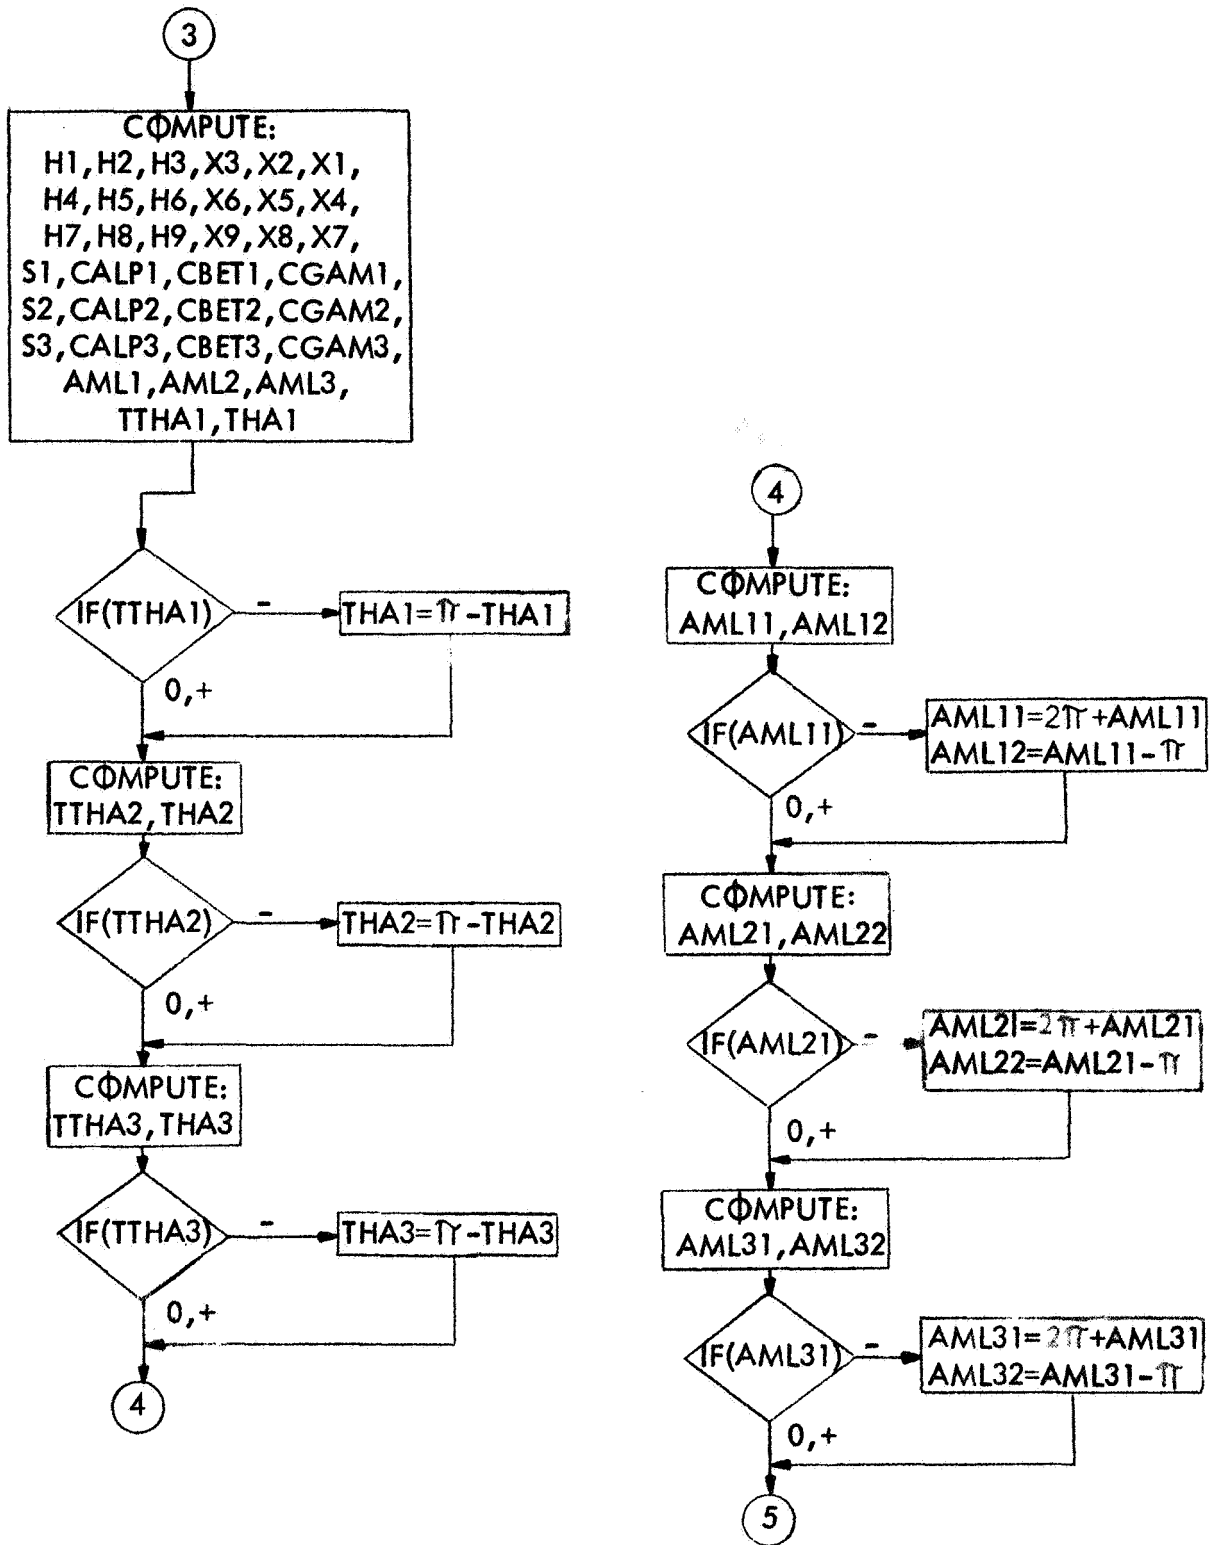 3
CΦMPUTE:
H1,H2,H3,X3,X2,X1,
H4,H5,H6,X6,X5,X4,
H7,H8,H9,X9,X8,X7,
S1,CALP1,CBET1,CGAM1,
S2,CALP2,CBET2,CGAM2,
S3,CALP3,CBET3,CGAM3,
AML1,AML2,AML3,
TTHA1,THA1
IF(TTHA1)
-
THA1=π-THA1
0,+
CΦMPUTE:
TTHA2,THA2
IF(TTHA2)
-
THA2=π-THA2
0,+
CΦMPUTE:
TTHA3,THA3
IF(TTHA3)
-
THA3=π-THA3
0,+
4
4
CΦMPUTE:
AML11,AML12
IF(AML11)
-
AML11=2π+AML11
AML12=AML11-π
0,+
CΦMPUTE:
AML21,AML22
IF(AML21)
-
AML21=2π+AML21
AML22=AML21-π
0,+
CΦMPUTE:
AML31,AML32
IF(AML31)
-
AML31=2π+AML31
AML32=AML31-π
0,+
5